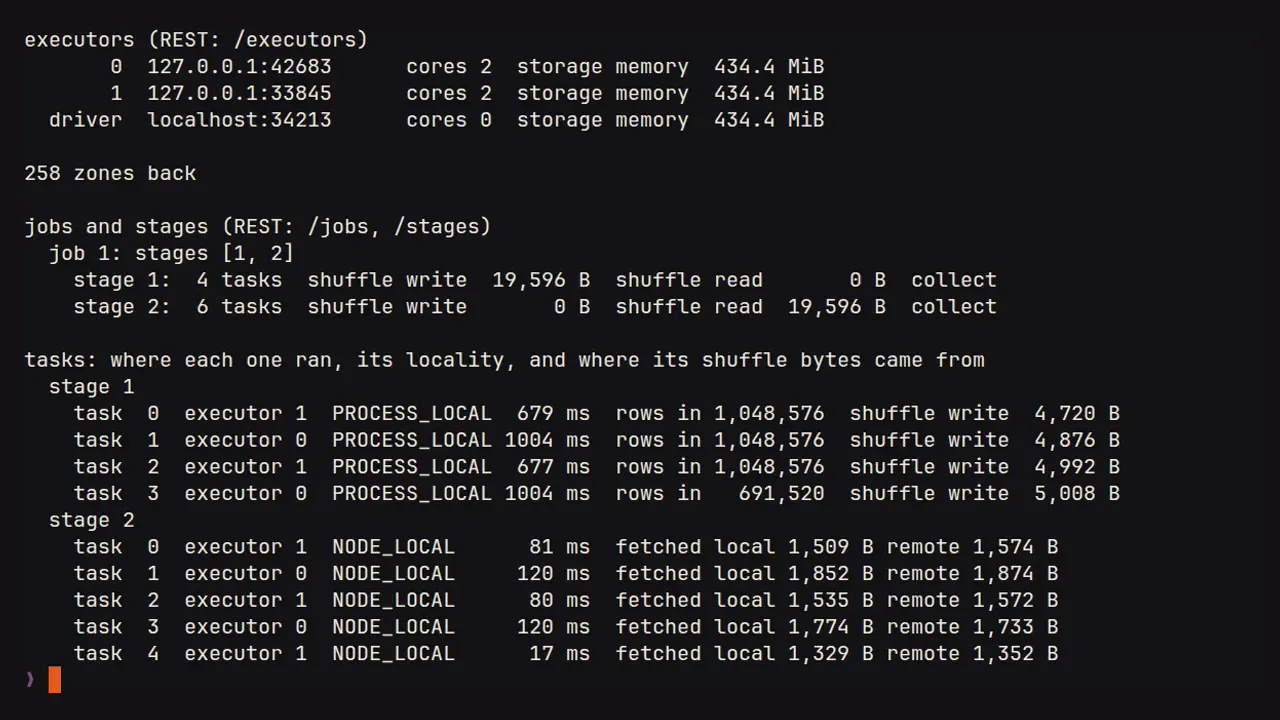 executors (REST: /executors)
0 127.0.0.1:42683 cores 2 storage memory 434.4 MiB
1 127.0.0.1:33845 cores 2 storage memory 434.4 MiB
driver localhost:34213 cores 0 storage memory 434.4 MiB
258 zones back
jobs and stages (REST: /jobs, /stages)
job 1: stages [1, 2]
stage 1: 4 tasks shuffle write 19,596 B shuffle read 0 B collect
stage 2: 6 tasks shuffle write 0 B shuffle read 19,596 B collect
tasks: where each one ran, its locality, and where its shuffle bytes came from
stage 1
task 0 executor 1 PROCESS_LOCAL 679 ms rows in 1,048,576 shuffle write 4,720 B
task 1 executor 0 PROCESS_LOCAL 1004 ms rows in 1,048,576 shuffle write 4,876 B
task 2 executor 1 PROCESS_LOCAL 677 ms rows in 1,048,576 shuffle write 4,992 B
task 3 executor 0 PROCESS_LOCAL 1004 ms rows in 691,520 shuffle write 5,008 B
stage 2
task 0 executor 1 NODE_LOCAL 81 ms fetched local 1,509 B remote 1,574 B
task 1 executor 0 NODE_LOCAL 120 ms fetched local 1,852 B remote 1,874 B
task 2 executor 1 NODE_LOCAL 80 ms fetched local 1,535 B remote 1,572 B
task 3 executor 0 NODE_LOCAL 120 ms fetched local 1,774 B remote 1,733 B
task 4 executor 1 NODE_LOCAL 17 ms fetched local 1,329 B remote 1,352 B
❯